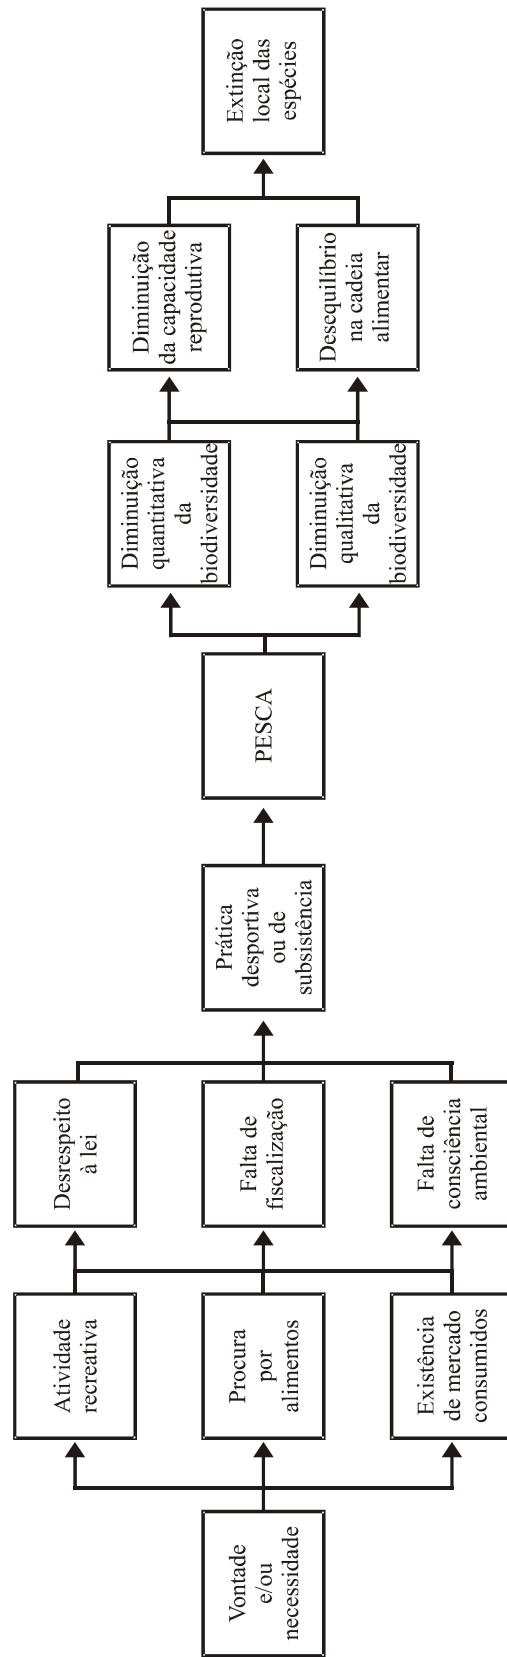 Vontade
e/ou
necessidade
Atividade
recreativa
Procura
por
alimentos
Existência
de mercado
consumidos
Desrespeito
à lei
Falta de
fiscalização
Falta de
consciência
ambiental
Prática
desportiva
ou de
subsistência
PESCA
Diminuição
quantitativa
da
biodiversidade
Diminuição
qualitativa
da
biodiversidade
Diminuição
da capacidade
reprodutiva
Desequilíbrio
na cadeia
alimentar
Extinção
local das
espécies